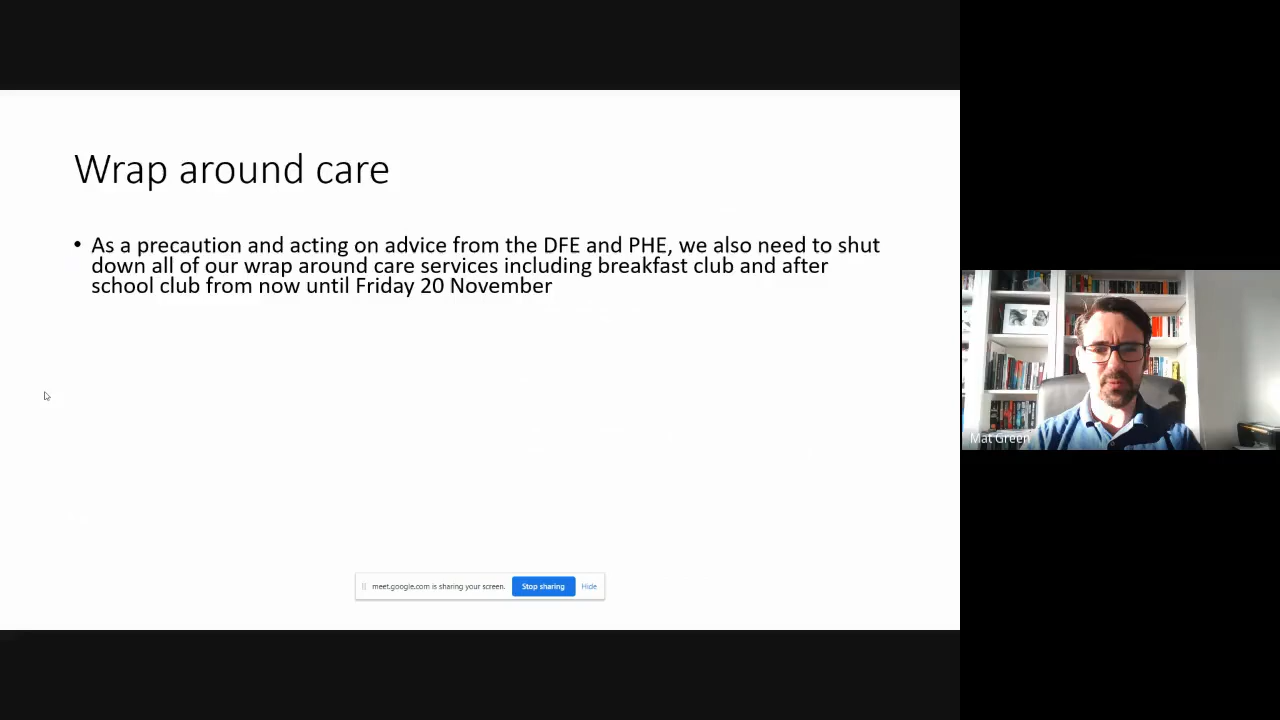 Wrap around care
• As a precaution and acting on advice from the DFE and PHE, we also need to shut
down all of our wrap around care services including breakfast club and after
school club from now until Friday 20 November
meet.google.com is sharing your screen. Stop sharing Hide
Mat Green